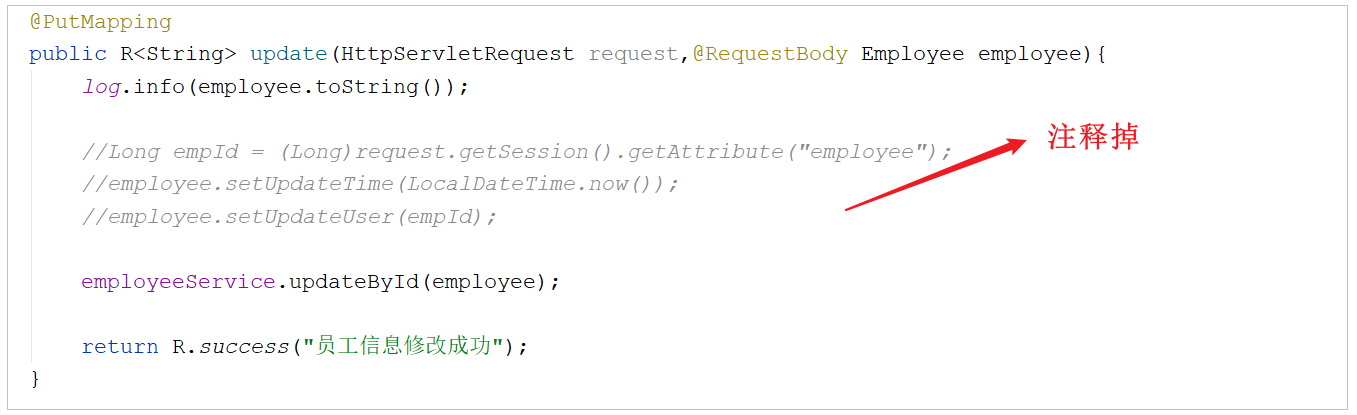 @PutMapping
public R<String> update(HttpServletRequest request,@RequestBody Employee employee){
log.info(employee.toString());
注释掉
//Long empId = (Long)request.getSession().getAttribute("employee");
//employee.setUpdateTime(LocalDateTime.now());
//employee.setUpdateUser(empId);
employeeService.updateById(employee);
return R.success("员工信息修改成功");
}